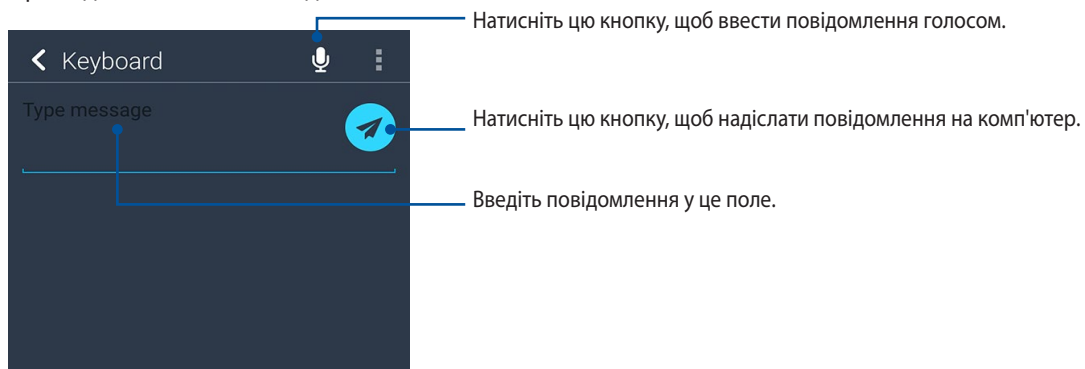 Натисніть цю кнопку, щоб ввести повідомлення голосом.
Keyboard
Type message
Натисніть цю кнопку, щоб надіслати повідомлення на комп'ютер.
Введіть повідомлення у це поле.